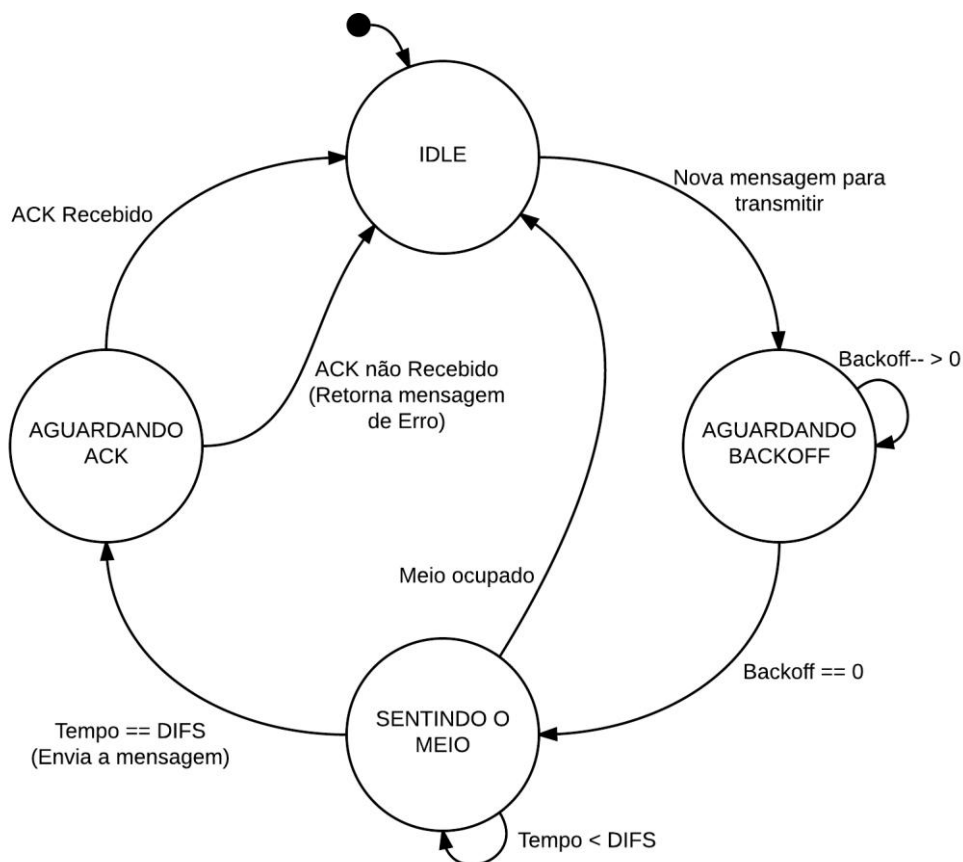 IDLE
Nova mensagem para
transmitir
ACK Recebido
ACK não Recebido
(Retorna mensagem
de Erro)
Backoff-- > 0
AGUARDANDO
ACK
AGUARDANDO
BACKOFF
Meio ocupado
Backoff == 0
Tempo == DIFS
(Envia a mensagem)
SENTINDO O
MEIO
Tempo < DIFS